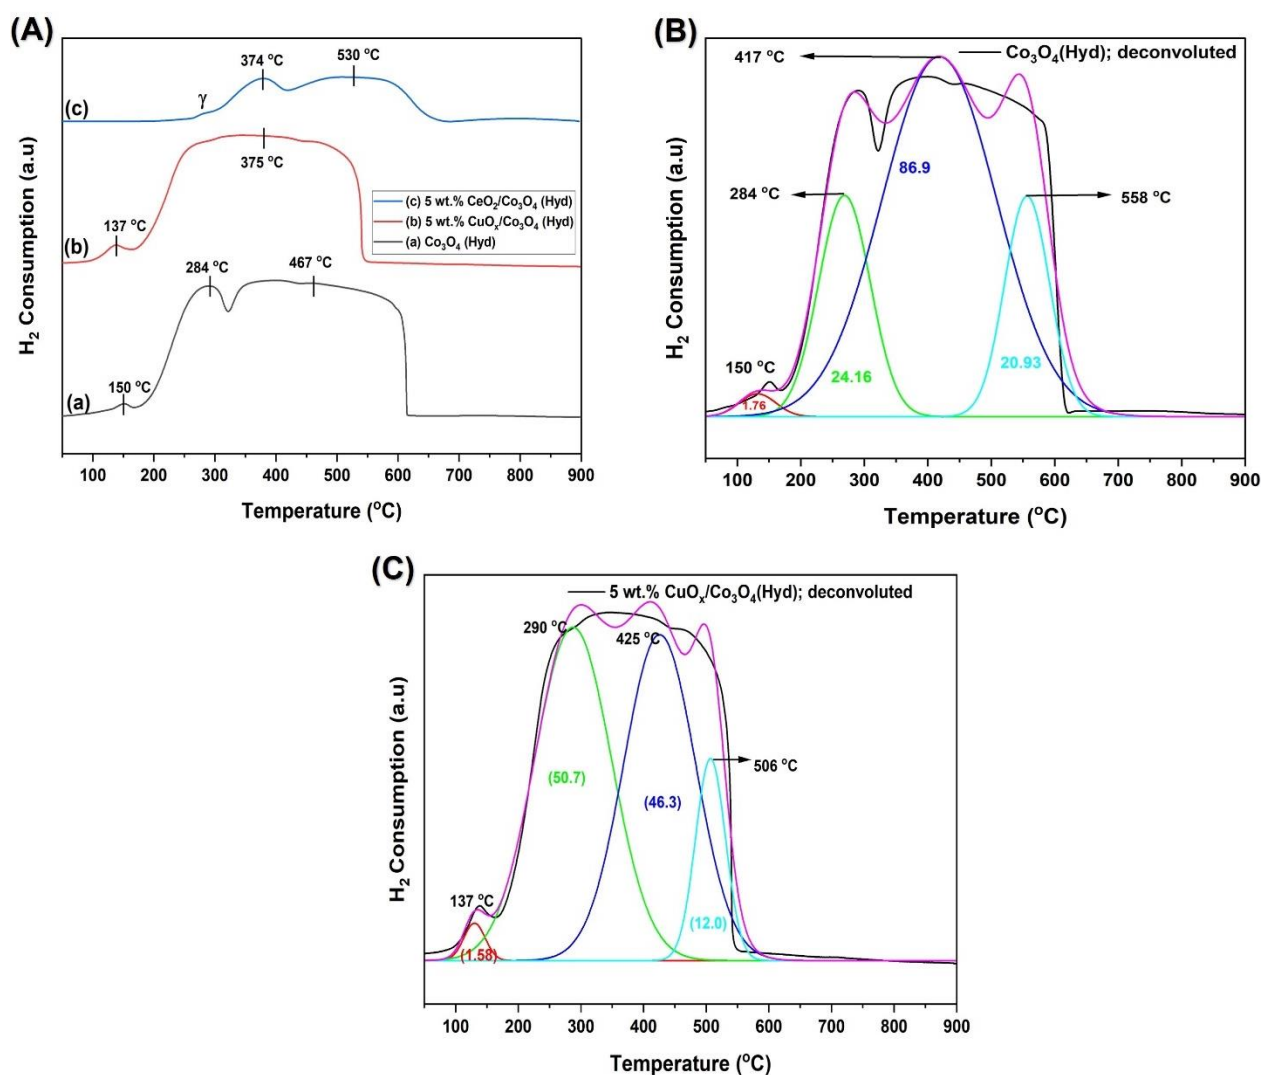 (A)
374 °C
530 °C
γ
(c)
375 °C
137 °C
(b)
(c) 5 wt.% CeO₂/Co₃O₄ (Hyd)
(b) 5 wt.% CuOₓ/Co₃O₄ (Hyd)
(a) Co₃O₄ (Hyd)
284 °C
467 °C
150 °C
(a)
H₂ Consumption (a.u)
100 200 300 400 500 600 700 800 900
Temperature (°C)
(B)
Co₃O₄(Hyd); deconvoluted
417 °C
86.9
284 °C
558 °C
150 °C
24.16
20.93
1.76
H₂ Consumption (a.u)
100 200 300 400 500 600 700 800 900
Temperature (°C)
(C)
5 wt.% CuOₓ/Co₃O₄(Hyd); deconvoluted
290 °C
425 °C
506 °C
(50.7)
(46.3)
137 °C
(12.0)
(1.58)
H₂ Consumption (a.u)
100 200 300 400 500 600 700 800 900
Temperature (°C)